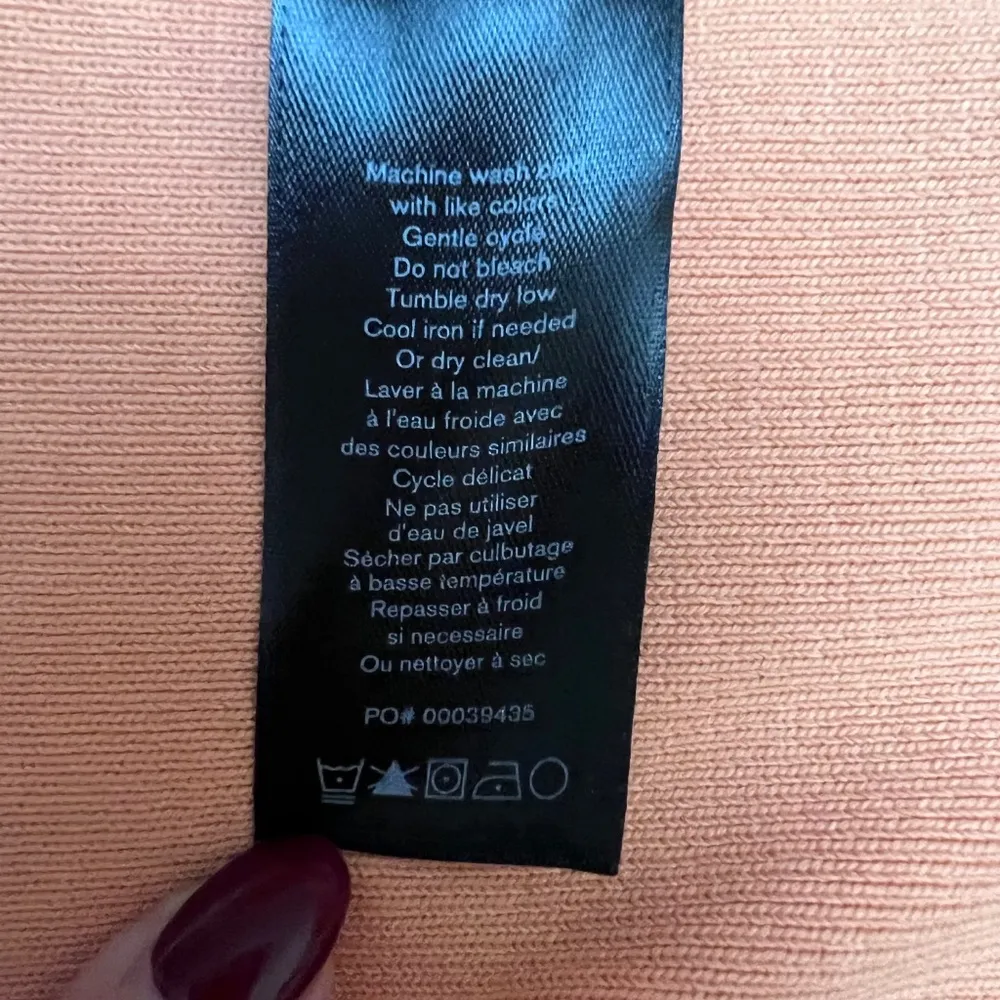 Machine wash
with like colors
Gentle cycle
Do not bleach
Tumble dry low
Cool iron if needed
Or dry clean/
Laver à la machine
à l'eau froide avec
des couleurs similaires
Cycle délicat
Ne pas utiliser
d'eau de javel
Sécher par culbutage
à basse température
Repasser à froid
si necessaire
Ou nettoyer à sec
PO# 00039435